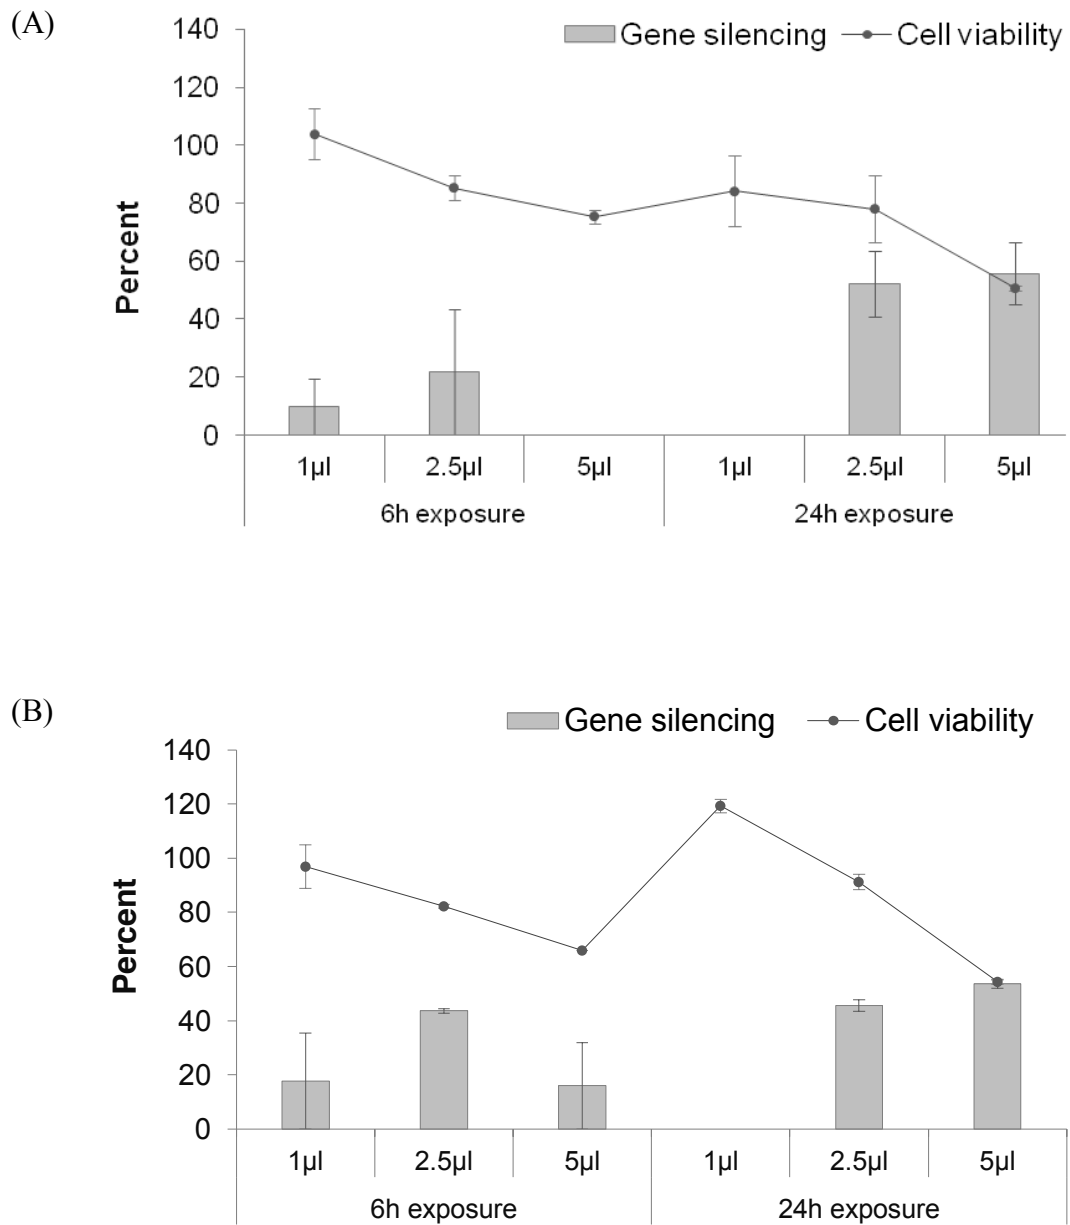 (A)
Gene silencing Cell viability
Percent
140
120
100
80
60
40
20
0
1µl 2.5µl 5µl 1µl 2.5µl 5µl
6h exposure 24h exposure
(B)
Gene silencing Cell viability
Percent
140
120
100
80
60
40
20
0
1µl 2.5µl 5µl 1µl 2.5µl 5µl
6h exposure 24h exposure